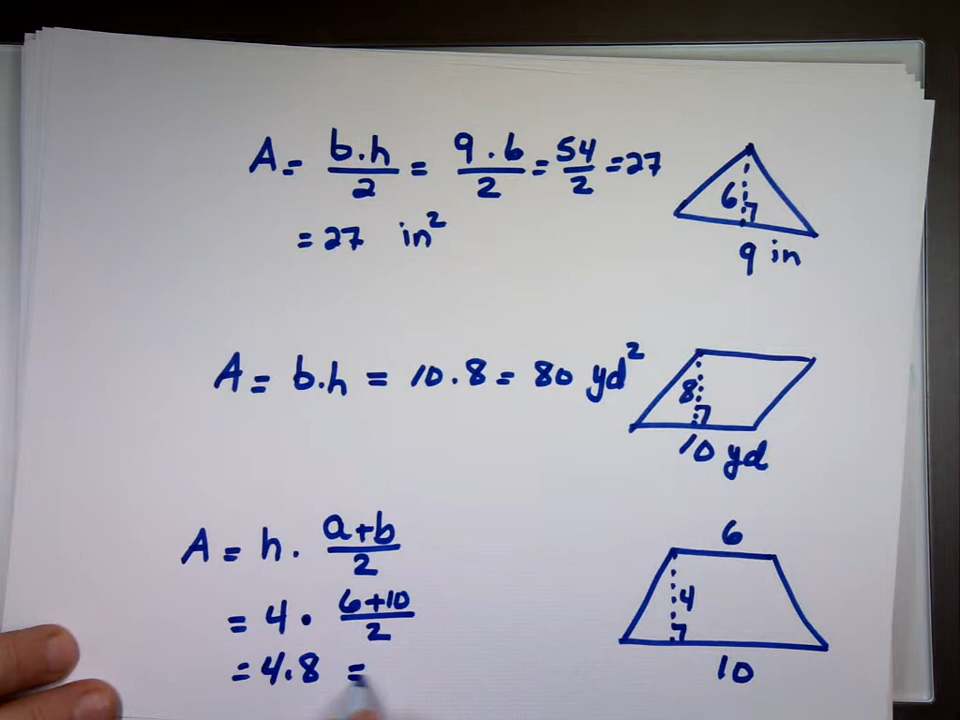 A = b.h/2 = 9.6/2 = 54/2 = 27
= 27 in²
6
9 in
A = b.h = 10.8 = 80 yd²
8
10 yd
A = h. a+b/2
= 4. 6+10/2
= 4.8 =
6
4
10